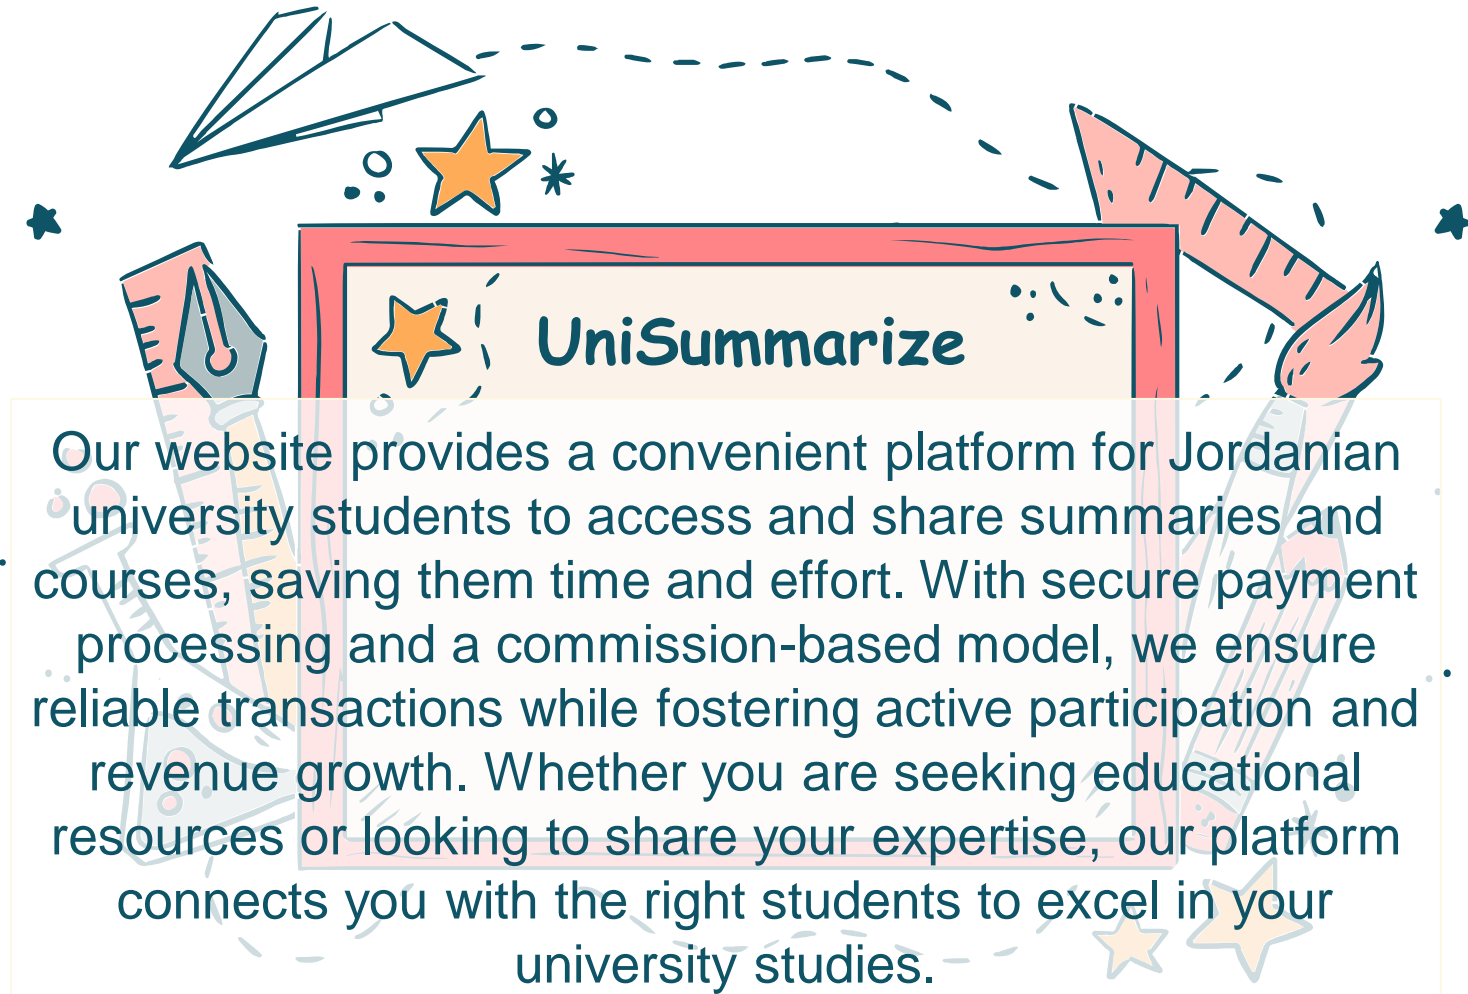 UniSummarize
Our website provides a convenient platform for Jordanian
university students to access and share summaries and
courses, saving them time and effort. With secure payment
processing and a commission-based model, we ensure
reliable transactions while fostering active participation and
revenue growth. Whether you are seeking educational
resources or looking to share your expertise, our platform
connects you with the right students to excel in your
university studies.